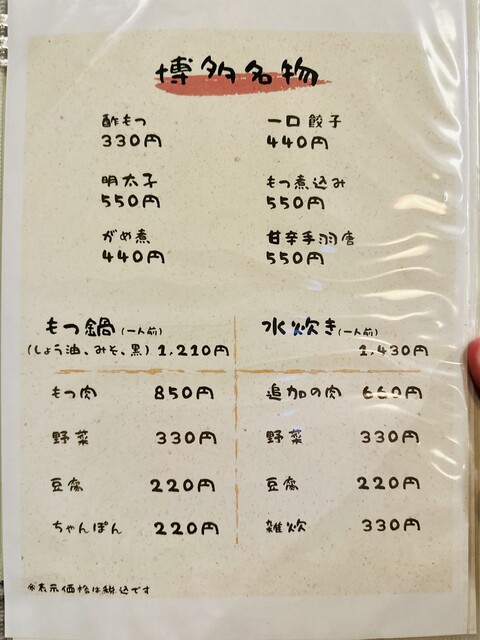 博多名物
酢もつ 一口餃子
330円 440円
明太子 もつ煮込み
550円 550円
がめ煮 甘辛手羽唐
440円 550円
もつ鍋(一人前)
(しょう油、みそ、黒) 1,210円
もつ肉 850円
野菜 330円
豆腐 220円
ちゃんぽん 220円
水炊き(一人前)
1,430円
追加の肉 660円
野菜 330円
豆腐 220円
雑炊 330円
※表示価格は税込です